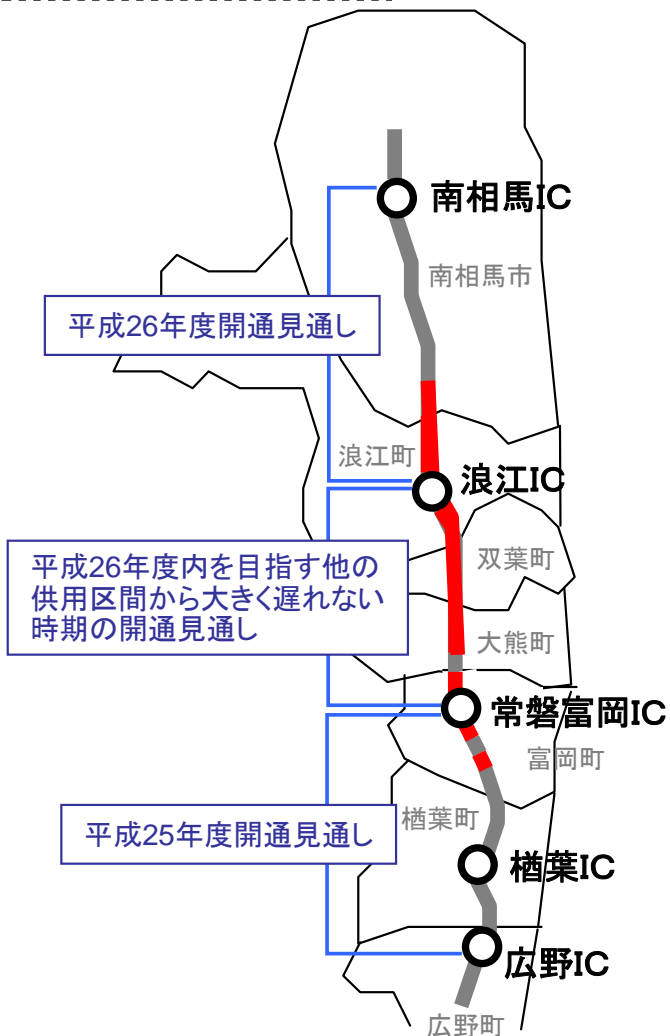 南相馬IC
南相馬市
平成26年度開通見通し
浪江町
浪江IC
双葉町
平成26年度内を目指す他の
供用区間から大きく遅れない
時期の開通見通し
大熊町
常磐富岡IC
富岡町
楢葉町
平成25年度開通見通し
楢葉IC
広野IC
広野町